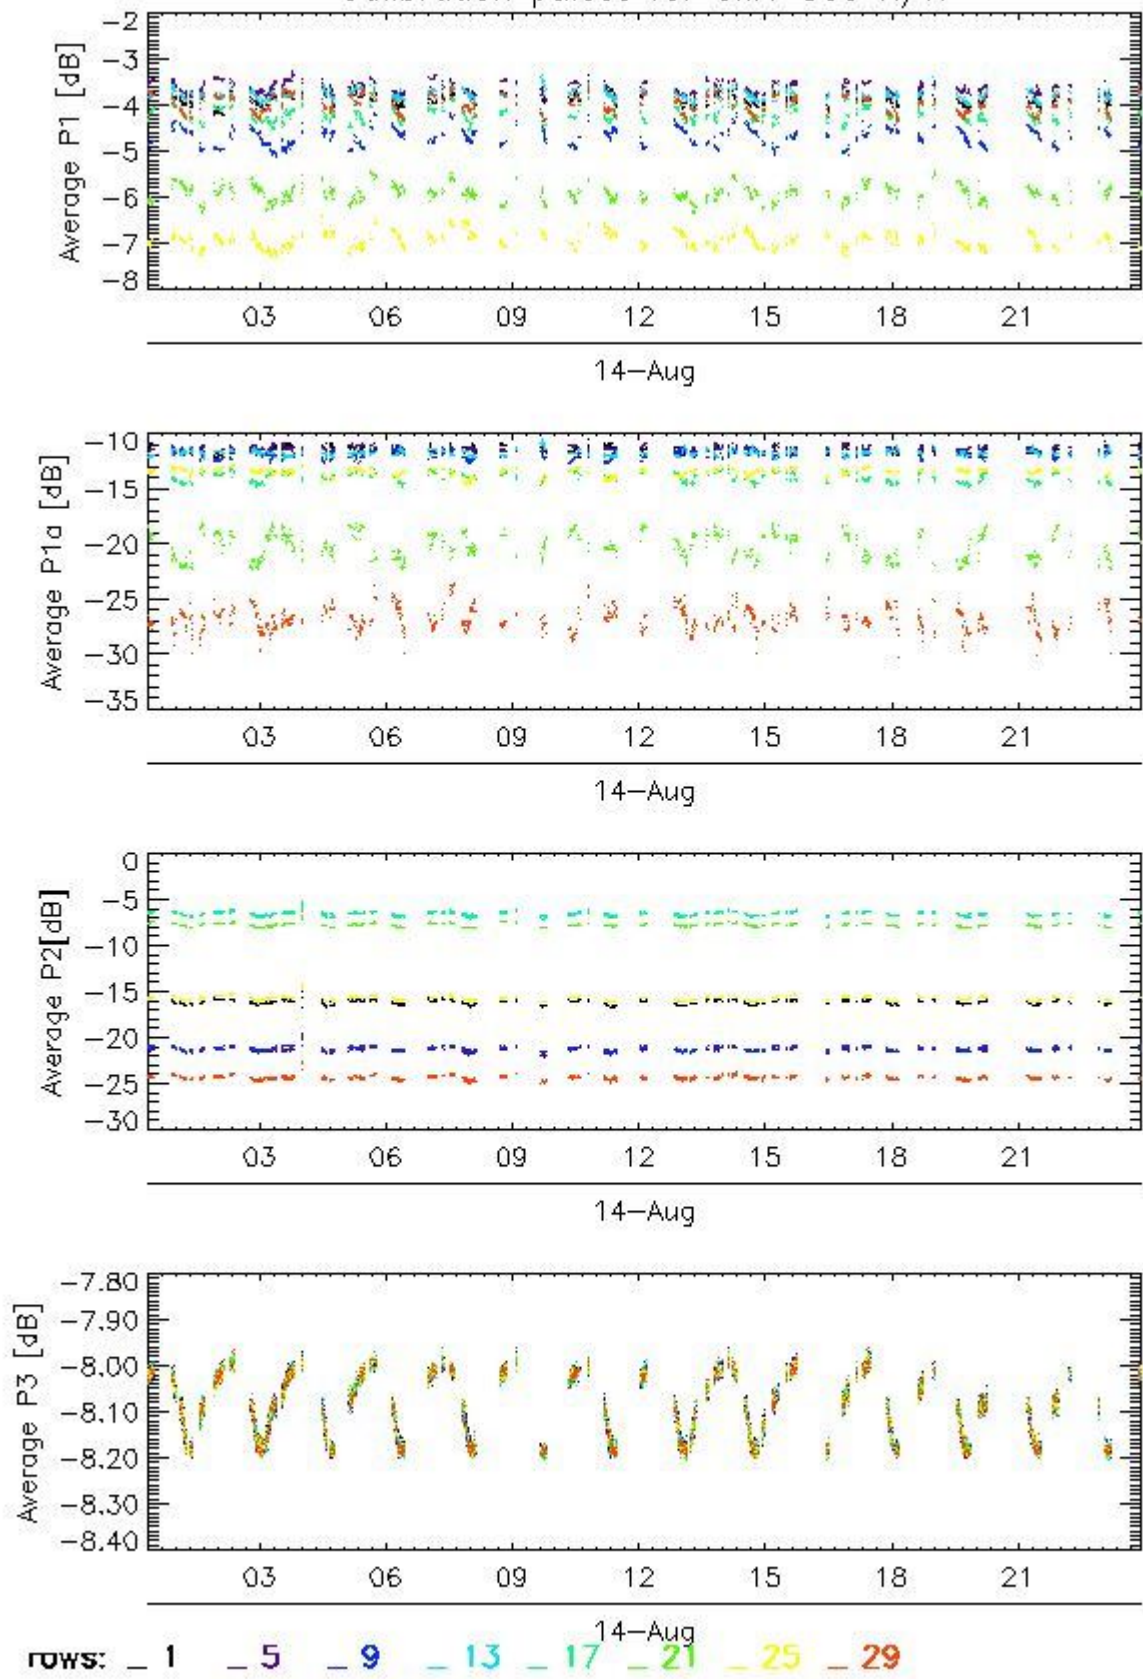 -2
-3
-4
-5
-6
-7
-8
Average P1 [dB]
03 06 09 12 15 18 21
14-Aug
-10
-15
-20
-25
-30
-35
Average P1a [dB]
03 06 09 12 15 18 21
14-Aug
0
-5
-10
-15
-20
-25
-30
Average P2[dB]
03 06 09 12 15 18 21
14-Aug
-7.80
-7.90
-8.00
-8.10
-8.20
-8.30
-8.40
Average P3 [dB]
03 06 09 12 15 18 21
14-Aug
rows: _ 1 _ 5 _ 9 _ 13 _ 17 _ 21 _ 25 _ 29